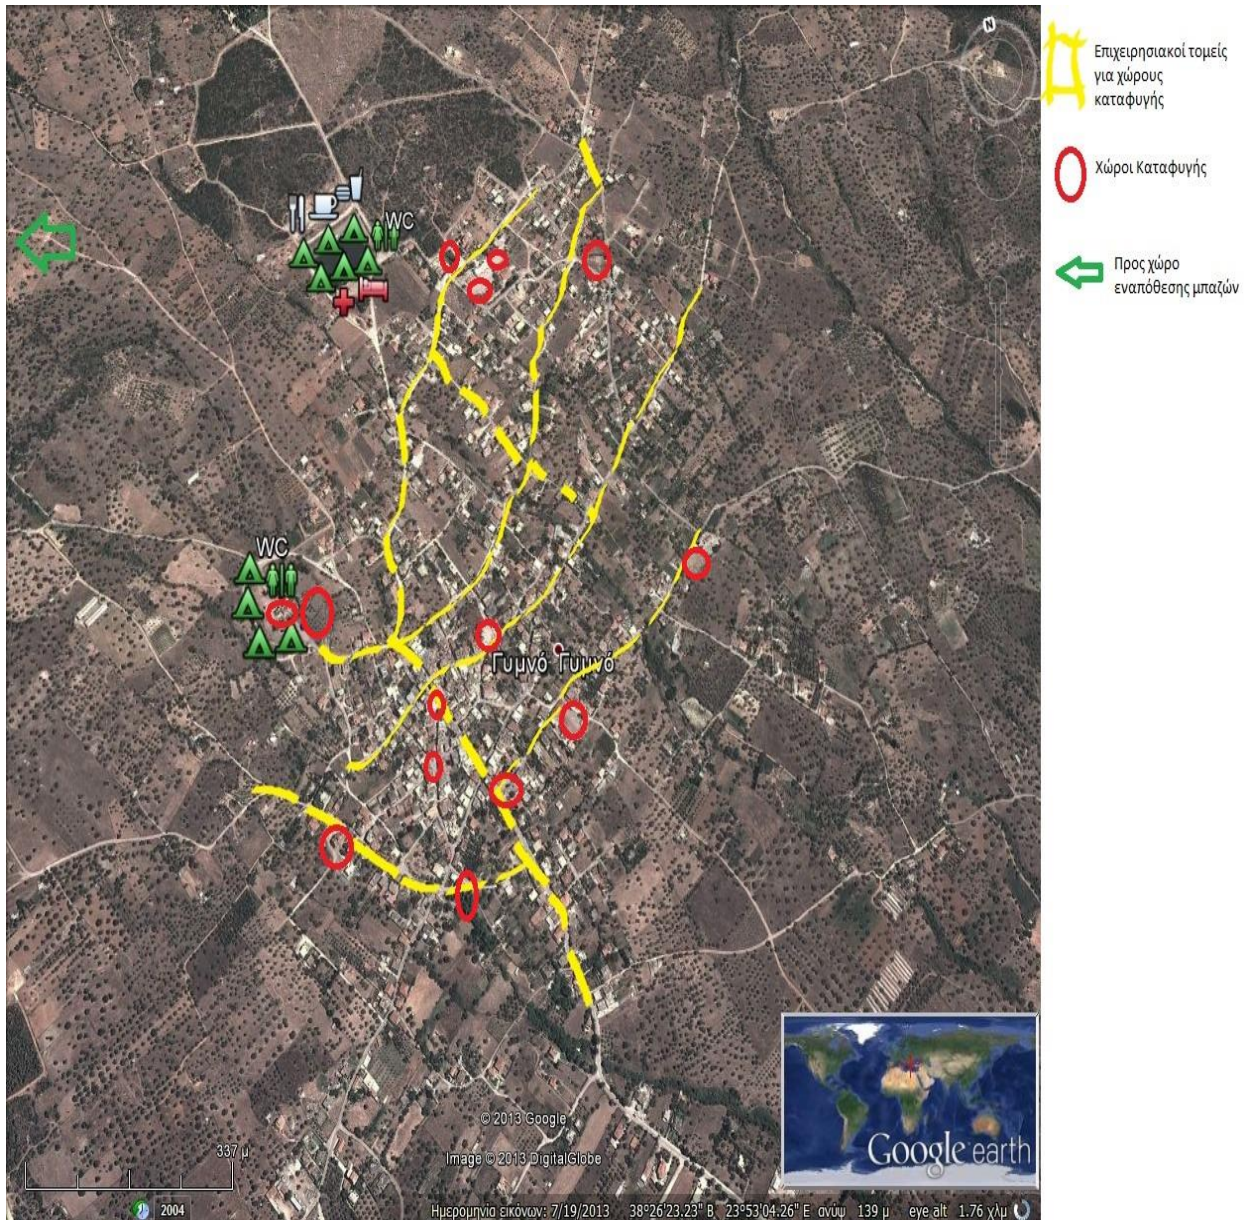 N
Επιχειρησιακοί τομείς
για χώρους
καταφυγής
Χώροι Καταφυγής
Προς χώρο
εναπόθεσης μπαζών
WC
WC
Γυμνό Γυμνό
© 2013 Google
Image © 2013 DigitalGlobe
Google earth
337 μ
2004
Ημερομηνία εικόνων: 7/19/2013 38°26'23.23" Β 23°53'04.26" Ε ανύψ 139 μ eye alt 1.76 χλμ